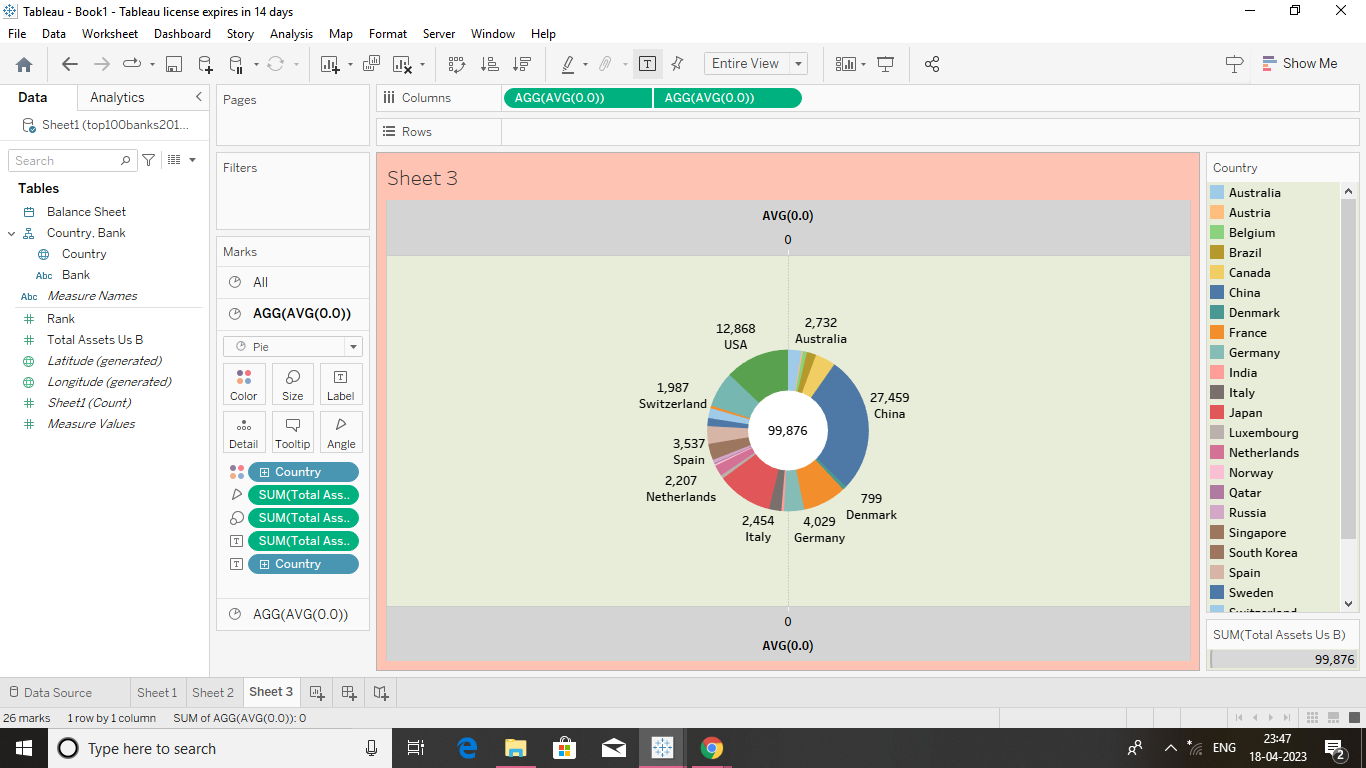 Tableau - Book1 - Tableau license expires in 14 days
File Data Worksheet Dashboard Story Analysis Map Format Server Window Help
Entire View
Show Me
Data Analytics
Sheet1 (top100banks201...
Search
Tables
Balance Sheet
Country, Bank
Country
Abc Bank
Abc Measure Names
Rank
Total Assets Us B
Latitude (generated)
Longitude (generated)
Sheet1 (Count)
Measure Values
Pages
Filters
Marks
All
AGG(AVG(0.0))
Pie
Color Size Label
Detail Tooltip Angle
Country
SUM(Total Ass..
SUM(Total Ass..
SUM(Total Ass..
Country
AGG(AVG(0.0))
Columns AGG(AVG(0.0)) AGG(AVG(0.0))
Rows
Sheet 3
AVG(0.0)
0
12,868
USA
2,732
Australia
1,987
Switzerland
27,459
China
99,876
3,537
Spain
2,207
Netherlands
799
Denmark
2,454
Italy
4,029
Germany
0
AVG(0.0)
Country
Australia
Austria
Belgium
Brazil
Canada
China
Denmark
France
Germany
India
Italy
Japan
Luxembourg
Netherlands
Norway
Qatar
Russia
Singapore
South Korea
Spain
Sweden
Switzerland
SUM(Total Assets Us B)
99,876
Data Source Sheet 1 Sheet 2 Sheet 3
26 marks 1 row by 1 column SUM of AGG(AVG(0.0)): 0
Type here to search
ENG
23:47
18-04-2023
2